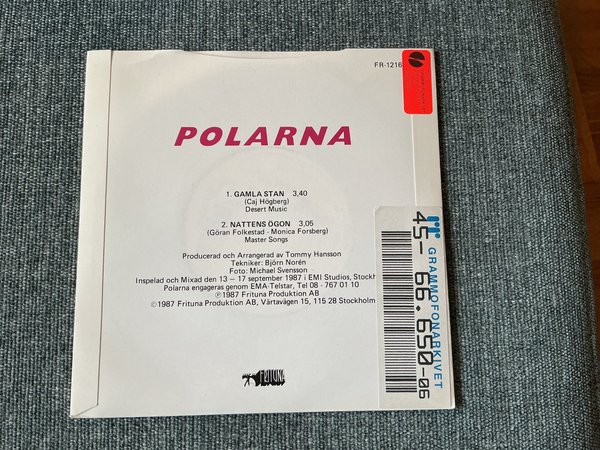 FR-1216
POLARNA
1. GAMLA STAN 3,40
(Caj Högberg)
Desert Music
2. NATTENS ÖGON 3,05
(Göran Folkestad · Monica Forsberg)
Master Songs
Producerad och Arrangerad av Tommy Hansson
Tekniker: Björn Norén
Foto: Michael Svensson
Inspelad och Mixad den 13 — 17 september 1987 i EMI Studios, Stockh
Polarna engageras genom EMA-Telstar, Tel 08 - 767 01 10
Ⓟ1987 Frituna Produktion AB
©1987 Frituna Produktion AB, Värtavägen 15, 115 28 Stockholm
FRITUNA
GRAMMOFONARKIVET
45- 66.650-06